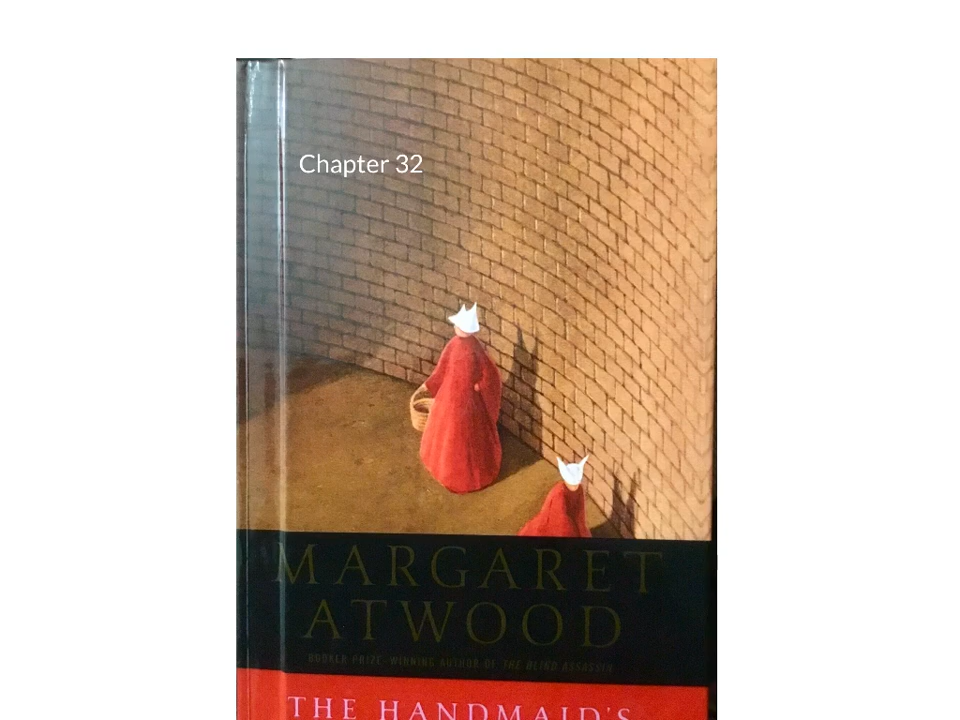 Chapter 32
MARGARET
ATWOOD
BOOKER PRIZE-WINNING AUTHOR OF THE BLIND ASSASSIN
THE HANDMAID'S